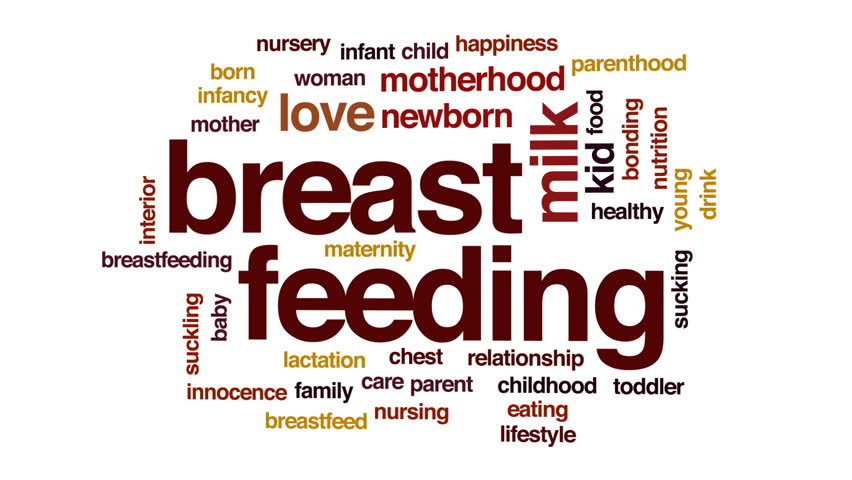 nursery infant child happiness
born woman motherhood parenthood
infancy love newborn
mother
milk
food
kid
bonding
nutrition
breast
healthy
young
drink
interior
maternity
breastfeeding
feeding
sucking
suckling
baby
lactation chest relationship
innocence family care parent childhood toddler
breastfeed nursing eating
lifestyle